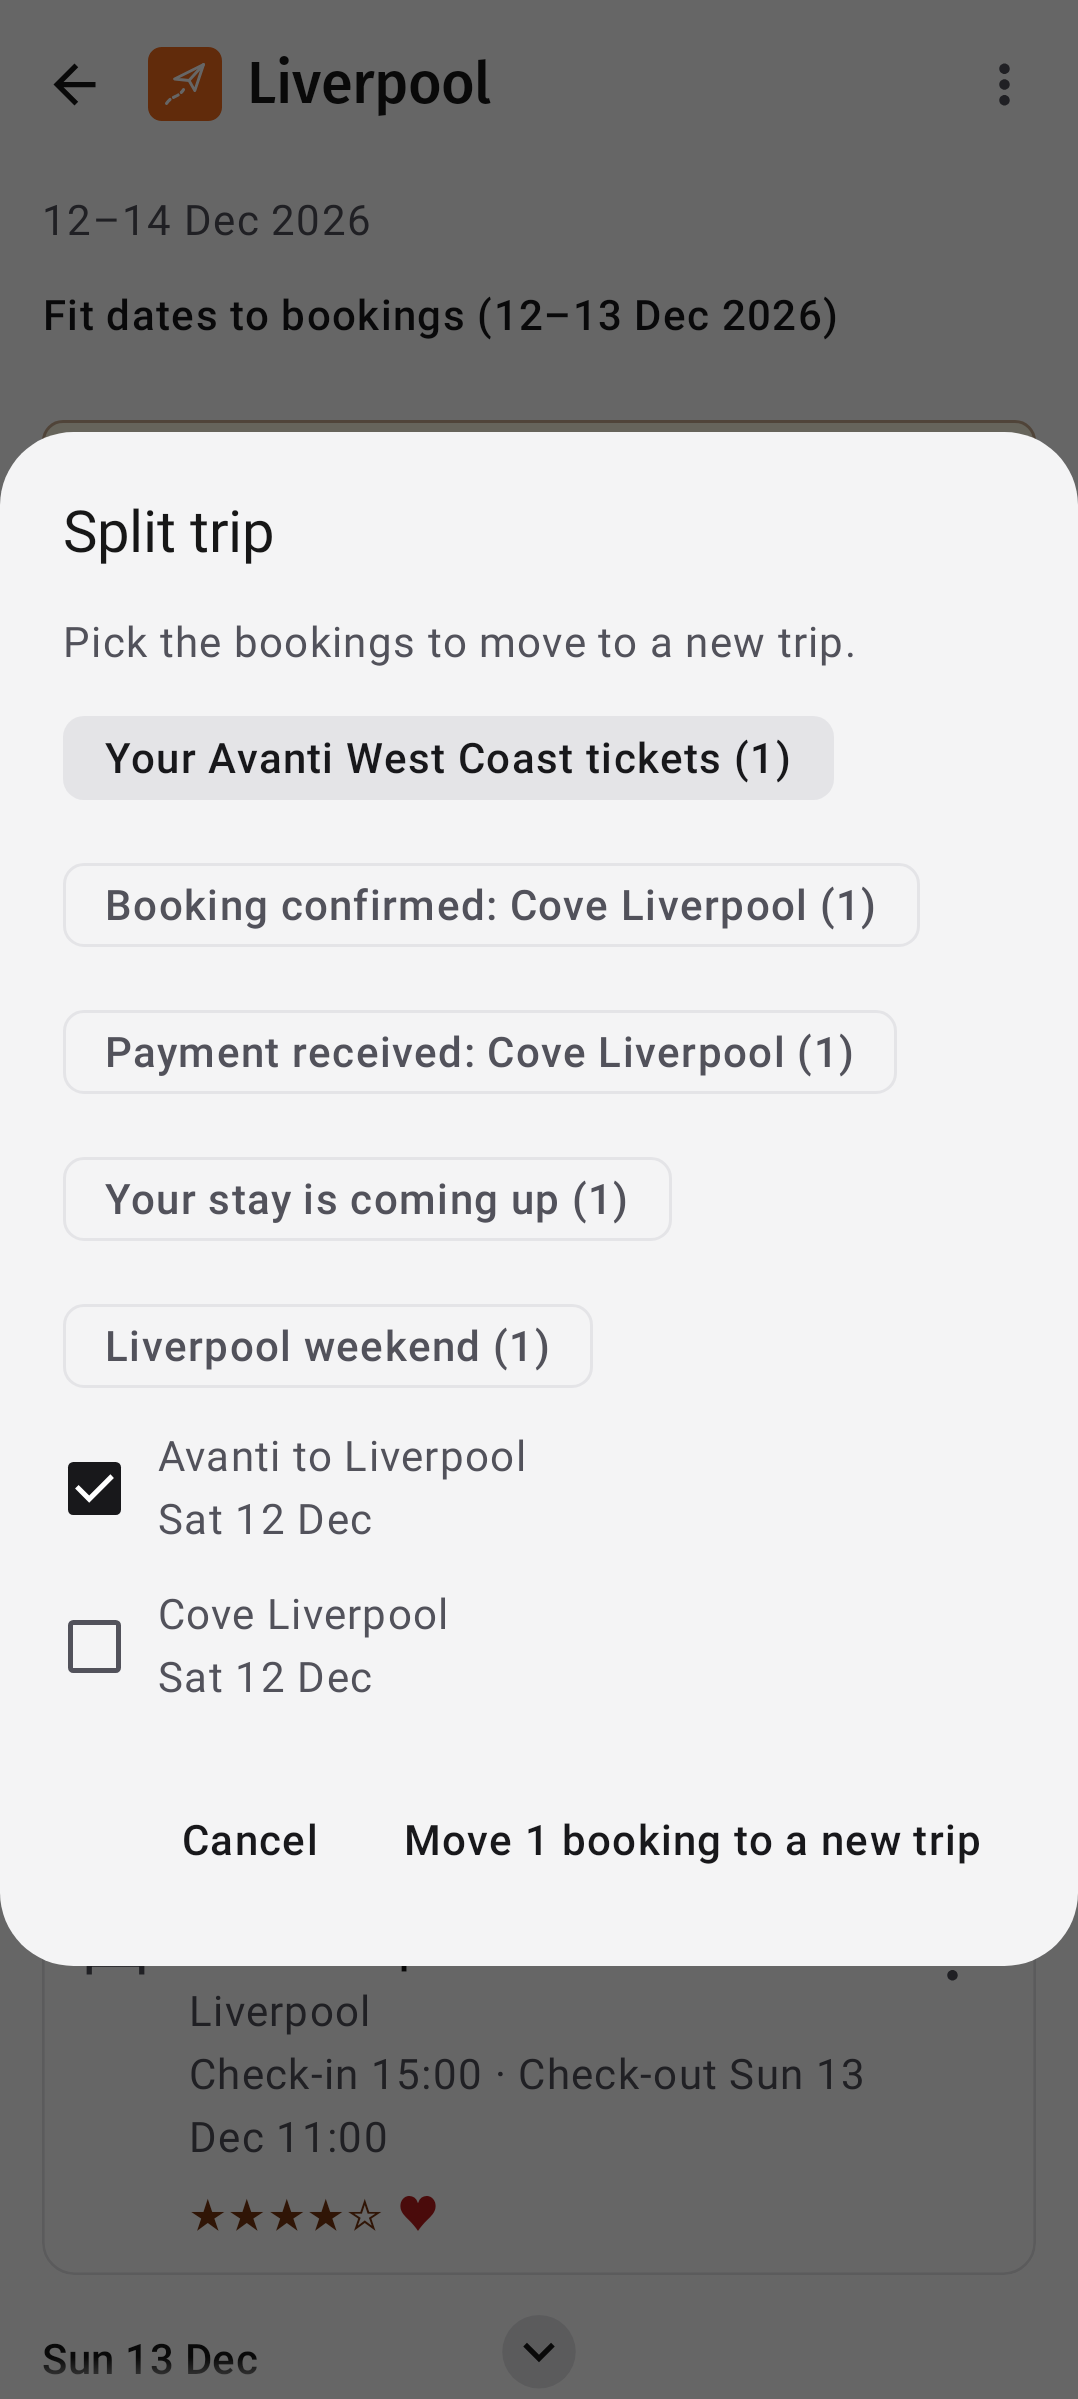 Liverpool
12–14 Dec 2026
Fit dates to bookings (12–13 Dec 2026)
Split trip
Pick the bookings to move to a new trip.
Your Avanti West Coast tickets (1)
Booking confirmed: Cove Liverpool (1)
Payment received: Cove Liverpool (1)
Your stay is coming up (1)
Liverpool weekend (1)
Avanti to Liverpool
Sat 12 Dec
Cove Liverpool
Sat 12 Dec
Cancel
Move 1 booking to a new trip
Liverpool
Check-in 15:00 · Check-out Sun 13
Dec 11:00
★★★★☆ ♥
Sun 13 Dec